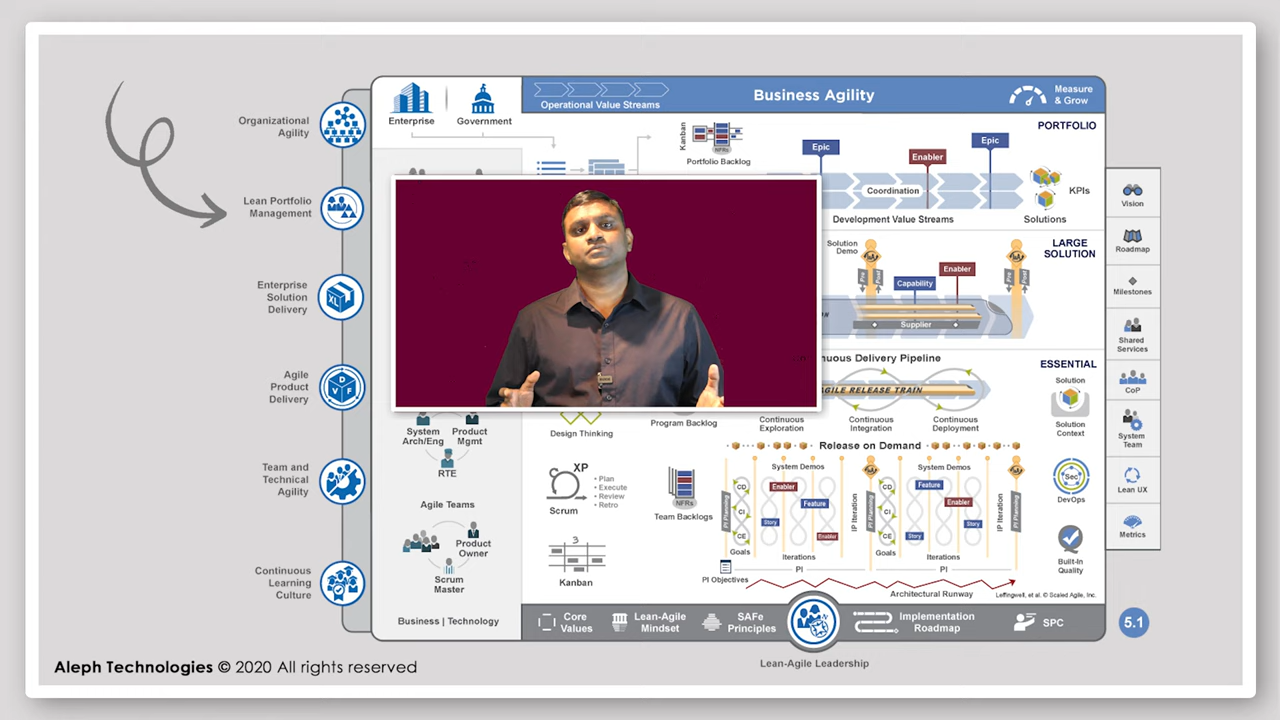 Organizational
Agility
Lean Portfolio
Management
Enterprise
Solution
Delivery
Agile
Product
Delivery
Team and
Technical
Agility
Continuous
Learning
Culture
Enterprise
Government
Operational Value Streams
Business Agility
Measure
& Grow
PORTFOLIO
Kanban
NFRs
Portfolio Backlog
Epic
Enabler
Epic
Coordination
KPIs
Development Value Streams
Solutions
LARGE
SOLUTION
Solution
Demo
I&A
I&A
Pre
Post
Pre
Post
Enabler
Capability
Supplier
nuous Delivery Pipeline
AGILE RELEASE TRAIN
ESSENTIAL
Solution
Solution
Context
Continuous
Exploration
Continuous
Integration
Continuous
Deployment
Release on Demand
System
Arch/Eng
Product
Mgmt
RTE
Agile Teams
Product
Owner
Scrum
Master
Business | Technology
Design Thinking
Program Backlog
XP
Scrum
• Plan
• Execute
• Review
• Retro
NFRs
Team Backlogs
3
Kanban
System Demos
System Demos
PI Planning
CD
CI
CE
Goals
Enabler
Feature
Story
Enabler
Iterations
IP Iteration
I&A
PI Planning
CD
CI
CE
Goals
Feature
Enabler
Story
Story
Iterations
IP Iteration
I&A
PI Planning
PI
PI
PI Objectives
Architectural Runway
Sec
DevOps
Built-In
Quality
Leffingwell, et al. © Scaled Agile, Inc.
Vision
Roadmap
Milestones
Shared
Services
CoP
System
Team
Lean UX
Metrics
Core
Values
Lean-Agile
Mindset
SAFe
Principles
Implementation
Roadmap
SPC
5.1
Lean-Agile Leadership
XL
D
V
F
Aleph Technologies © 2020 All rights reserved